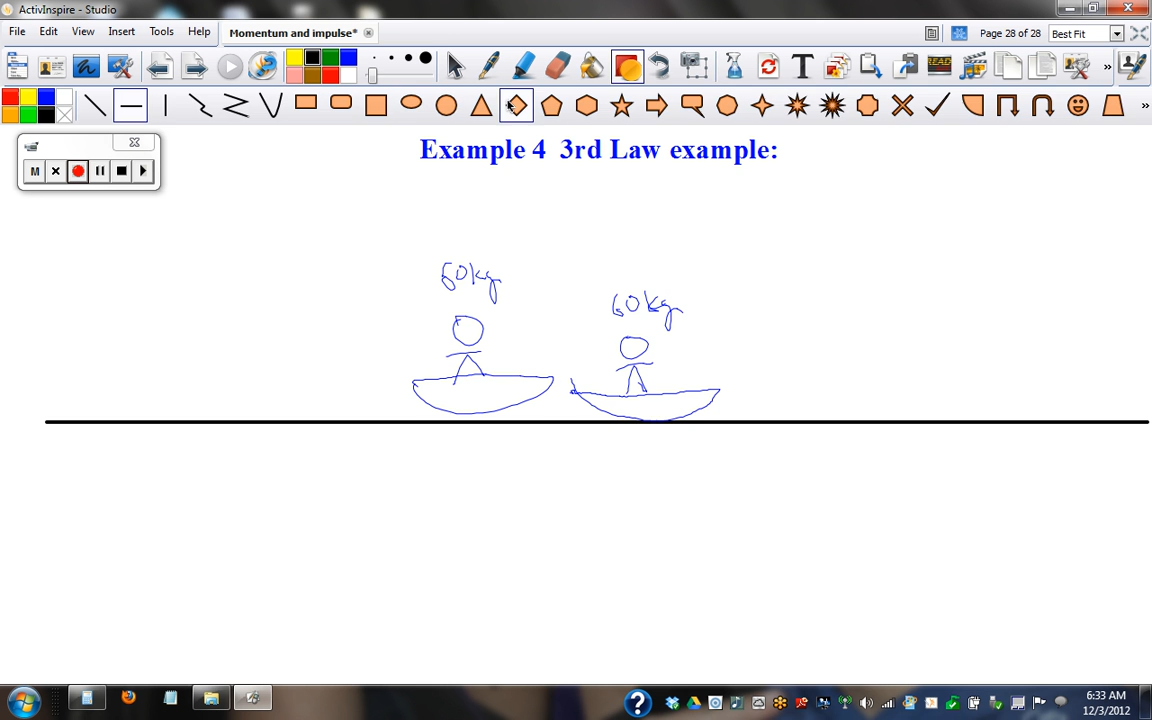 ActivInspire - Studio
File Edit View Insert Tools Help
Momentum and impulse*
Page 28 of 28
Best Fit
M
Example 4 3rd Law example:
60kg
60kg
6:33 AM
12/3/2012